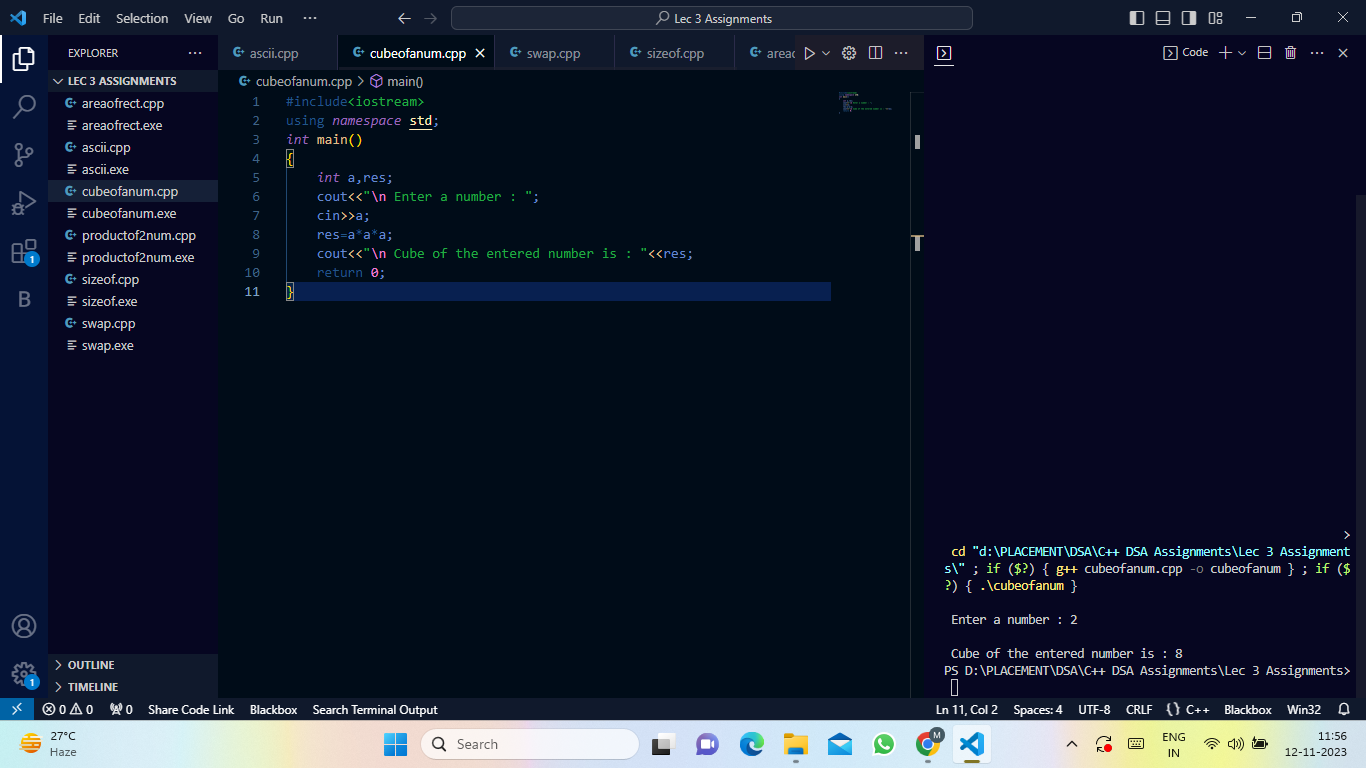 File Edit Selection View Go Run ··· Lec 3 Assignments
EXPLORER ···
LEC 3 ASSIGNMENTS
areaofrect.cpp
areaofrect.exe
ascii.cpp
ascii.exe
cubeofanum.cpp
cubeofanum.exe
productof2num.cpp
productof2num.exe
sizeof.cpp
sizeof.exe
swap.cpp
swap.exe
1
B
1
OUTLINE
TIMELINE
ascii.cpp cubeofanum.cpp swap.cpp sizeof.cpp areac
cubeofanum.cpp > main()
1 #include<iostream>
2 using namespace std;
3 int main()
4 {
5 int a,res;
6 cout<<"\n Enter a number : ";
7 cin>>a;
8 res=a*a*a;
9 cout<<"\n Cube of the entered number is : "<<res;
10 return 0;
11 }
Code
>
cd "d:\PLACEMENT\DSA\C++ DSA Assignments\Lec 3 Assignment
s\" ; if ($?) { g++ cubeofanum.cpp -o cubeofanum } ; if ($
?) { .\cubeofanum }
Enter a number : 2
Cube of the entered number is : 8
PS D:\PLACEMENT\DSA\C++ DSA Assignments\Lec 3 Assignments>
0 0 0 Share Code Link Blackbox Search Terminal Output Ln 11, Col 2 Spaces: 4 UTF-8 CRLF {} C++ Blackbox Win32
27°C
Haze
Search
M
ENG
IN
11:56
12-11-2023